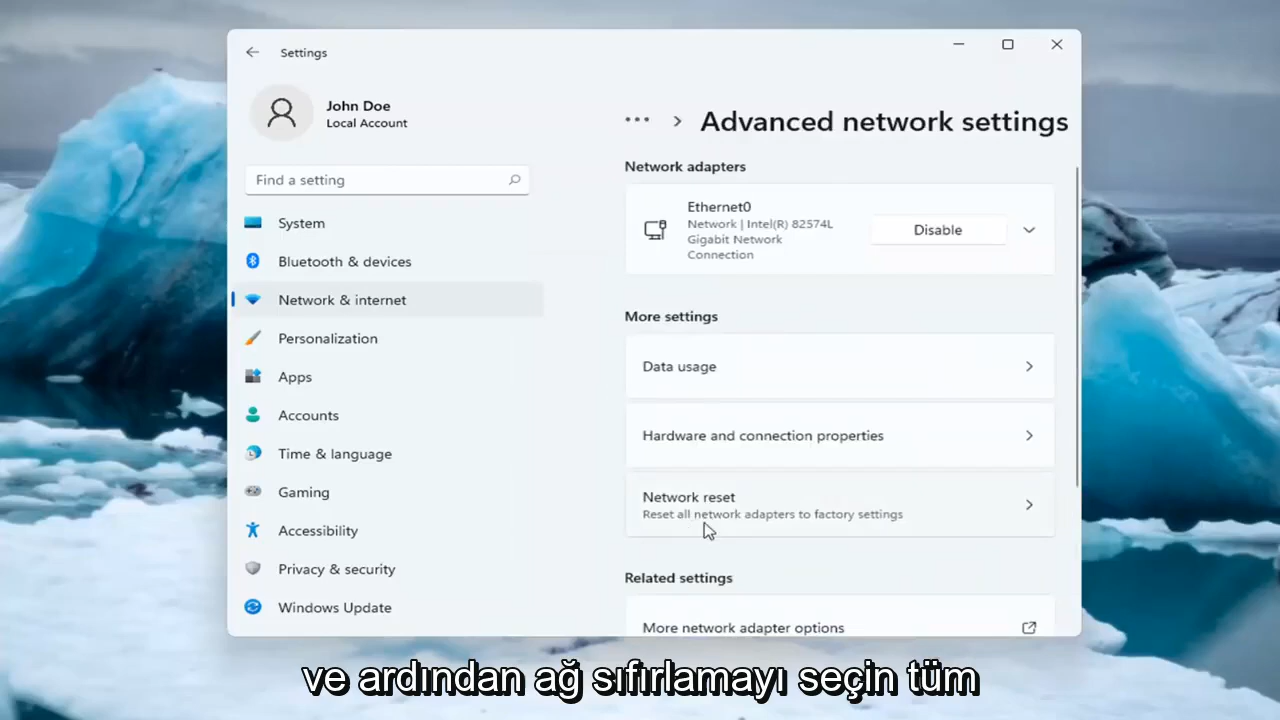 Settings
John Doe
Local Account
Find a setting
System
Bluetooth & devices
Network & internet
Personalization
Apps
Accounts
Time & language
Gaming
Accessibility
Privacy & security
Windows Update
Advanced network settings
Network adapters
Ethernet0
Network | Intel(R) 82574L
Gigabit Network
Connection
Disable
More settings
Data usage
Hardware and connection properties
Network reset
Reset all network adapters to factory settings
Related settings
More network adapter options
ve ardından ağ sıfırlamayı seçin tüm